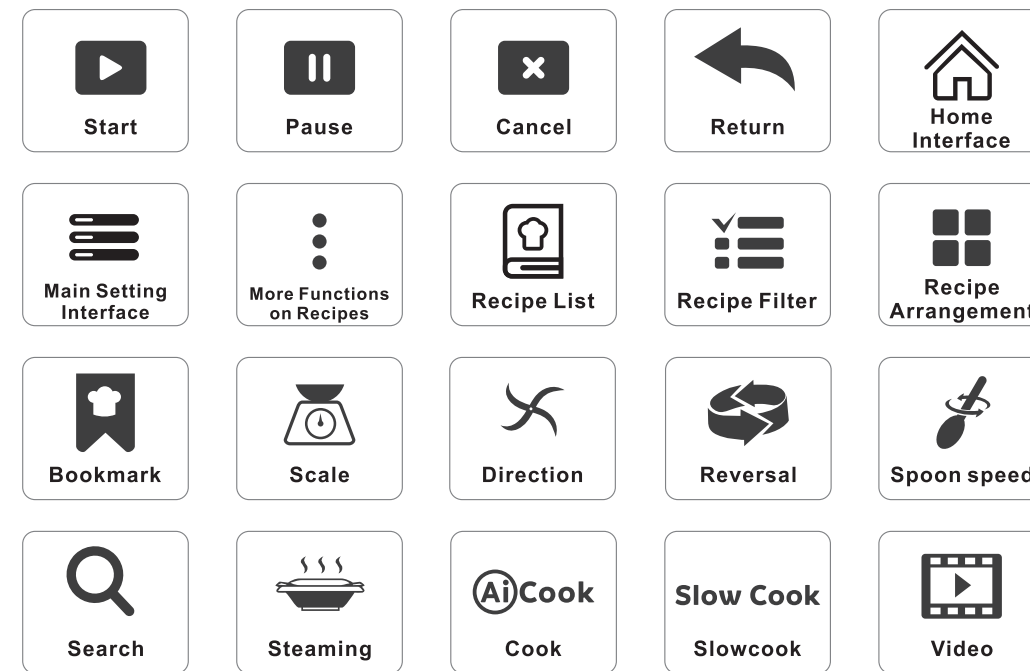 Start
Pause
Cancel
Return
Home
Interface
Main Setting
Interface
More Functions
on Recipes
Recipe List
Recipe Filter
Recipe
Arrangement
Bookmark
Scale
Direction
Reversal
Spoon speed
Search
Steaming
AiCook
Cook
Slow Cook
Slowcook
Video